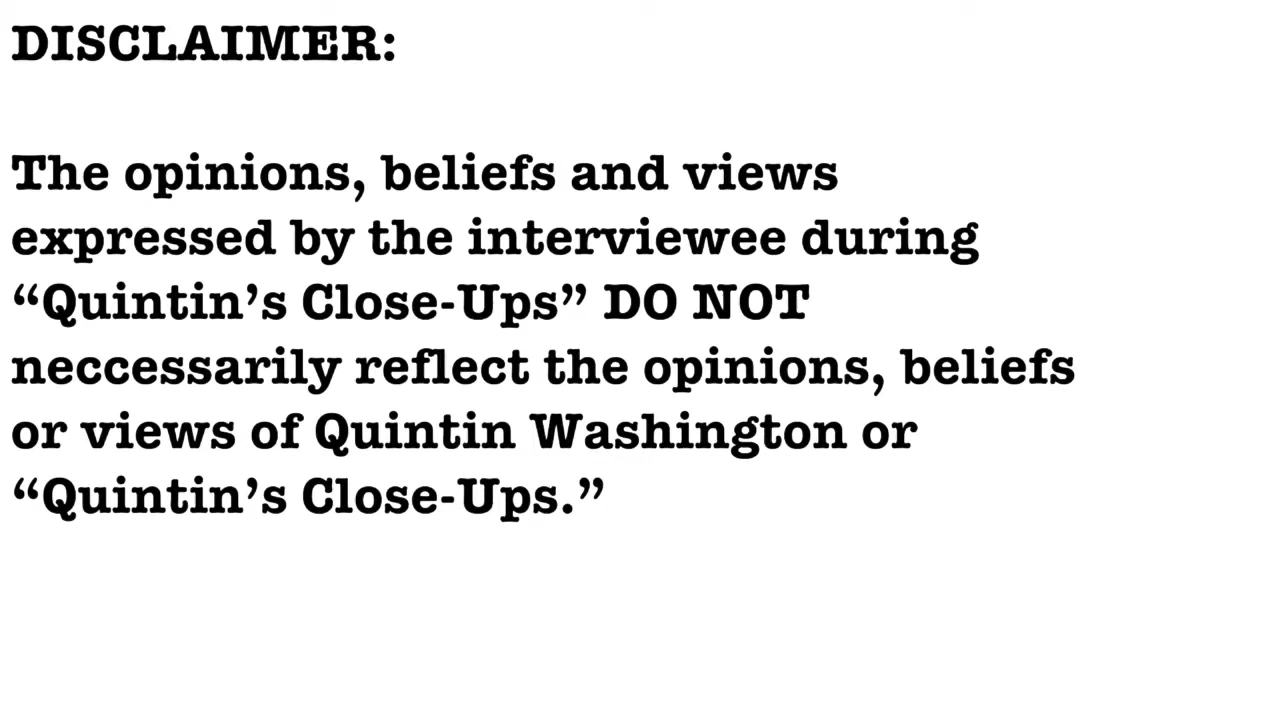 DISCLAIMER:
The opinions, beliefs and views
expressed by the interviewee during
“Quintin’s Close-Ups” DO NOT
neccessarily reflect the opinions, beliefs
or views of Quintin Washington or
“Quintin’s Close-Ups.”